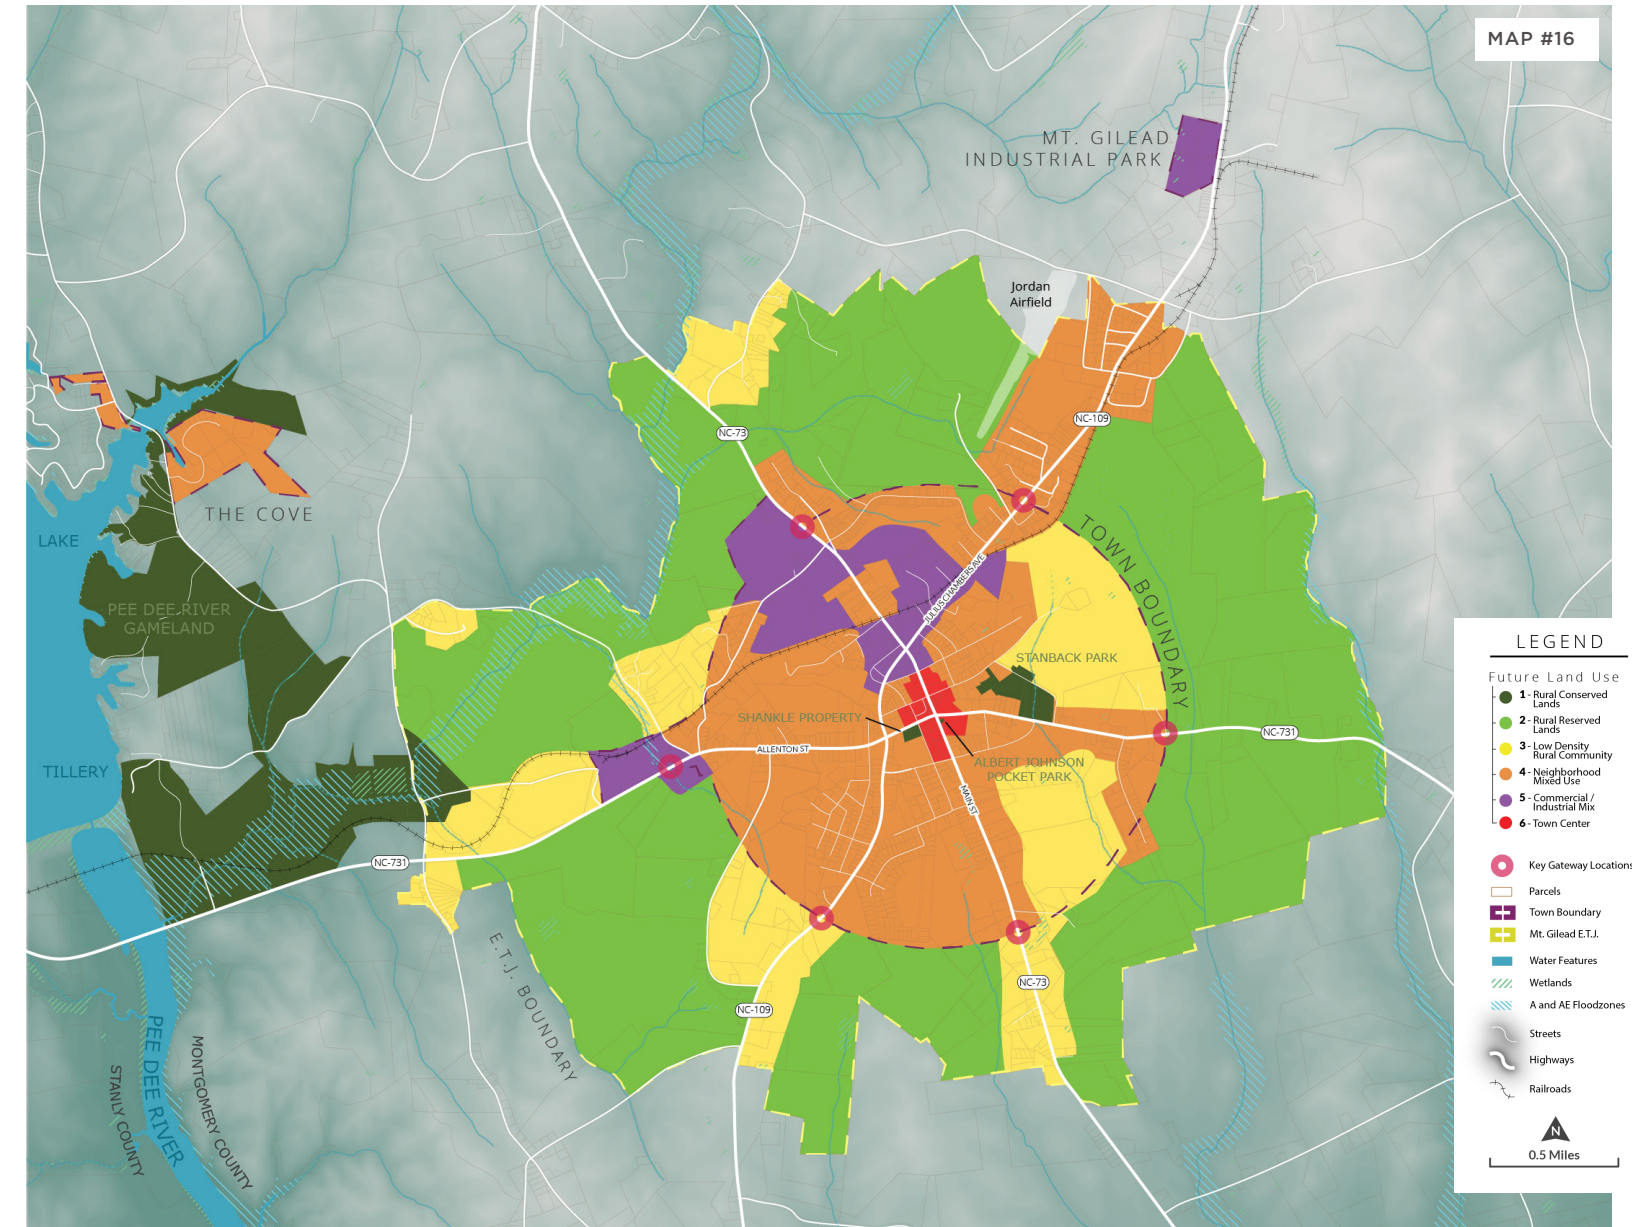 MAP #16
MT. GILEAD
INDUSTRIAL PARK
Jordan
Airfield
NC-109
NC-73
THE COVE
LAKE
TILLERY
PEE DEE RIVER
GAMELAND
TOWN BOUNDARY
JULIUS CHAMBERS AVE
STANBACK PARK
SHANKLE PROPERTY
ALLENTON ST
NC-731
ALBERT JOHNSON
POCKET PARK
MAIN ST
NC-731
E.T.J. BOUNDARY
NC-73
NC-109
PEE DEE RIVER
MONTGOMERY COUNTY
STANLY COUNTY
LEGEND
Future Land Use
1 - Rural Conserved
Lands
2 - Rural Reserved
Lands
3 - Low Density
Rural Community
4 - Neighborhood
Mixed Use
5 - Commercial /
Industrial Mix
6 - Town Center
Key Gateway Locations
Parcels
Town Boundary
Mt. Gilead E.T.J.
Water Features
Wetlands
A and AE Floodzones
Streets
Highways
Railroads
N
0.5 Miles